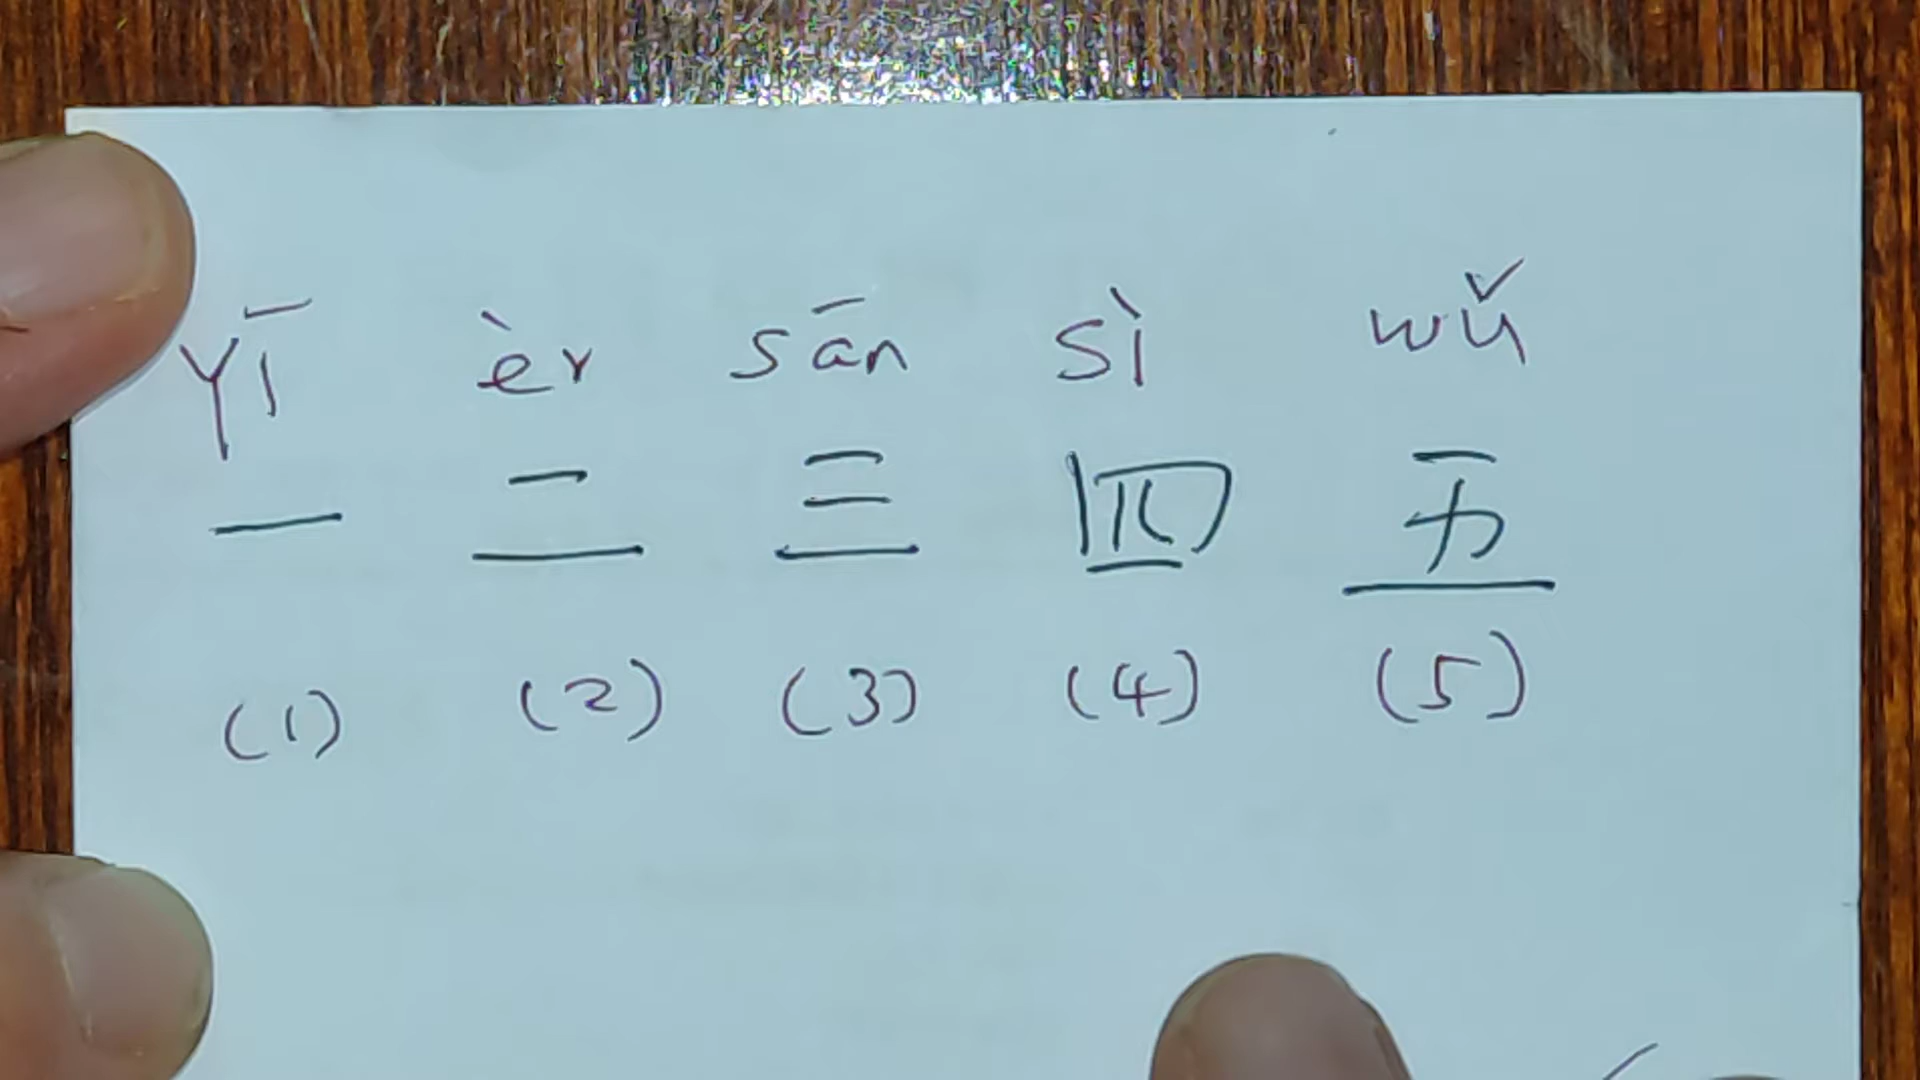 yī èr sān sì wǔ
一 二 三 四 五
(1) (2) (3) (4) (5)